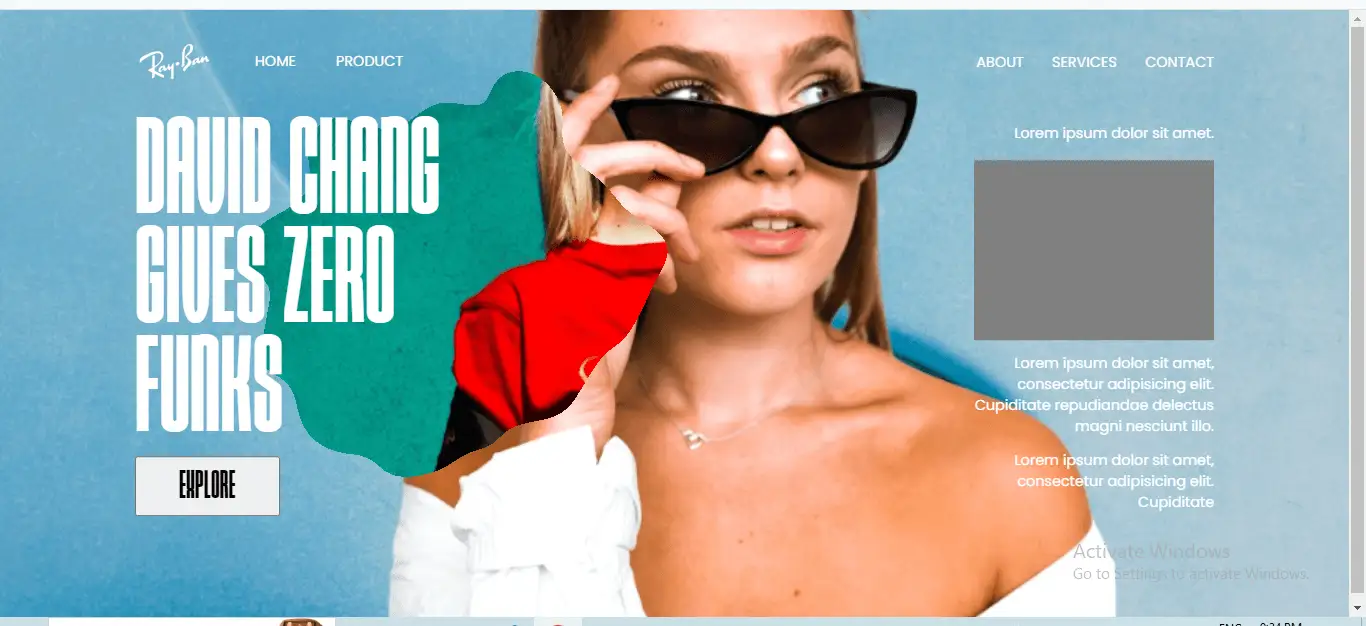 Ray-Ban
HOME
PRODUCT
ABOUT
SERVICES
CONTACT
DAVID CHANG
GIVES ZERO
FUNKS
EXPLORE
Lorem ipsum dolor sit amet.
Lorem ipsum dolor sit amet,
consectetur adipisicing elit.
Cupiditate repudiandae delectus
magni nesciunt illo.
Lorem ipsum dolor sit amet,
consectetur adipisicing elit.
Cupiditate
Activate Windows
Go to Settings to activate Windows.